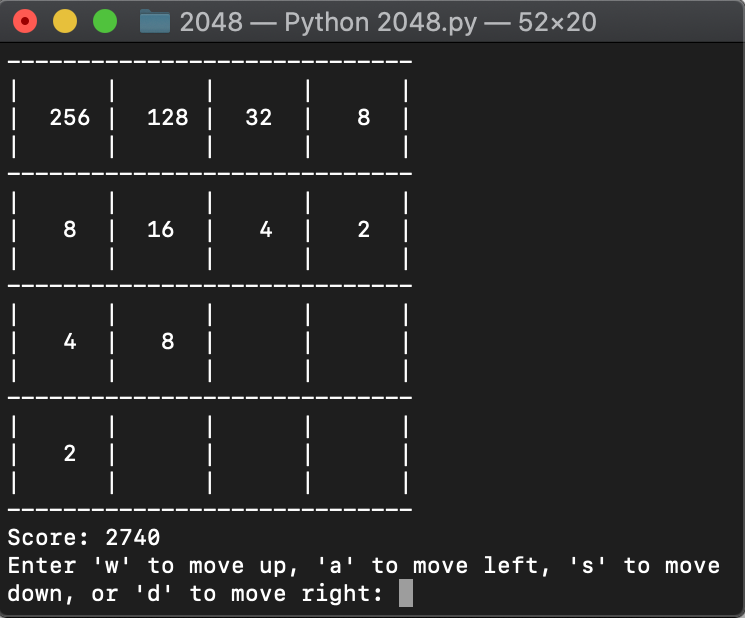 2048 — Python 2048.py — 52×20
256 128 32 8
8 16 4 2
4 8
2
Score: 2740
Enter 'w' to move up, 'a' to move left, 's' to move
down, or 'd' to move right: